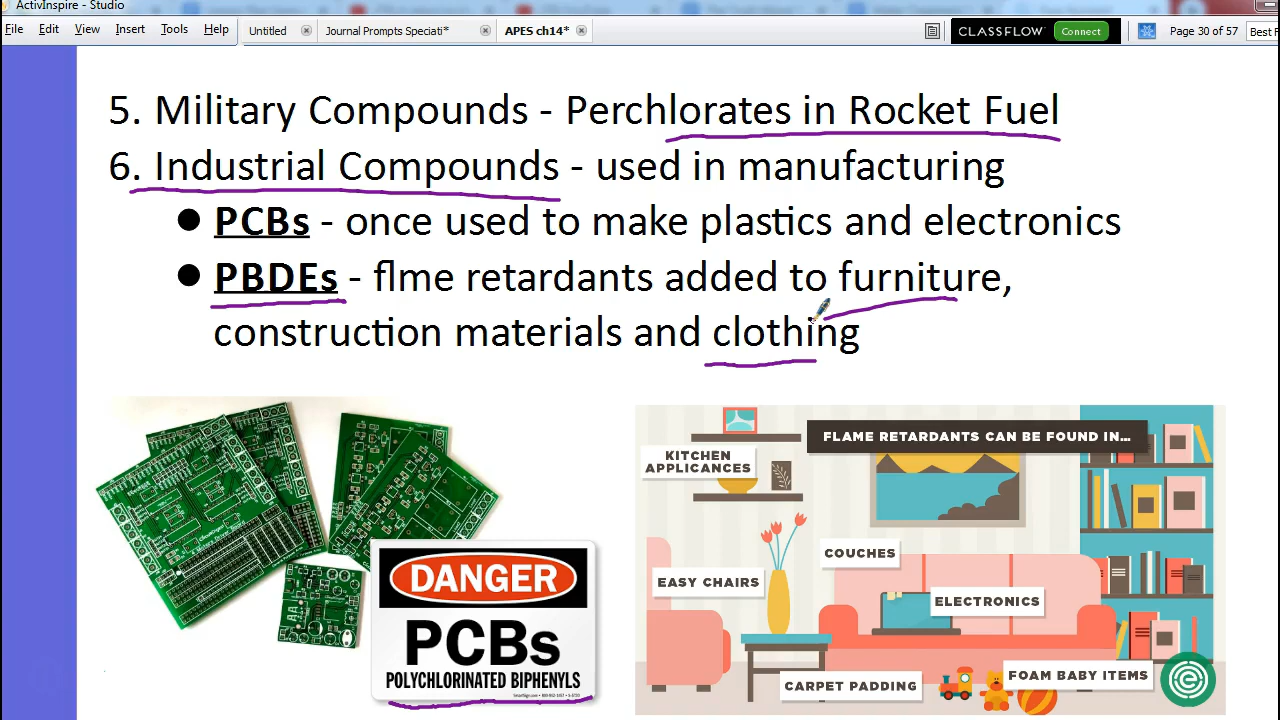 ActivInspire - Studio
File Edit View Insert Tools Help
Untitled Journal Prompts Speciati* APES ch14*
CLASSFLOW Connect
Page 30 of 57
Best F
5. Military Compounds - Perchlorates in Rocket Fuel
6. Industrial Compounds - used in manufacturing
● PCBs - once used to make plastics and electronics
● PBDEs - flme retardants added to furniture,
construction materials and clothing
DANGER
PCBs
POLYCHLORINATED BIPHENYLS
FLAME RETARDANTS CAN BE FOUND IN...
KITCHEN
APPLICANCES
COUCHES
EASY CHAIRS
ELECTRONICS
FOAM BABY ITEMS
CARPET PADDING